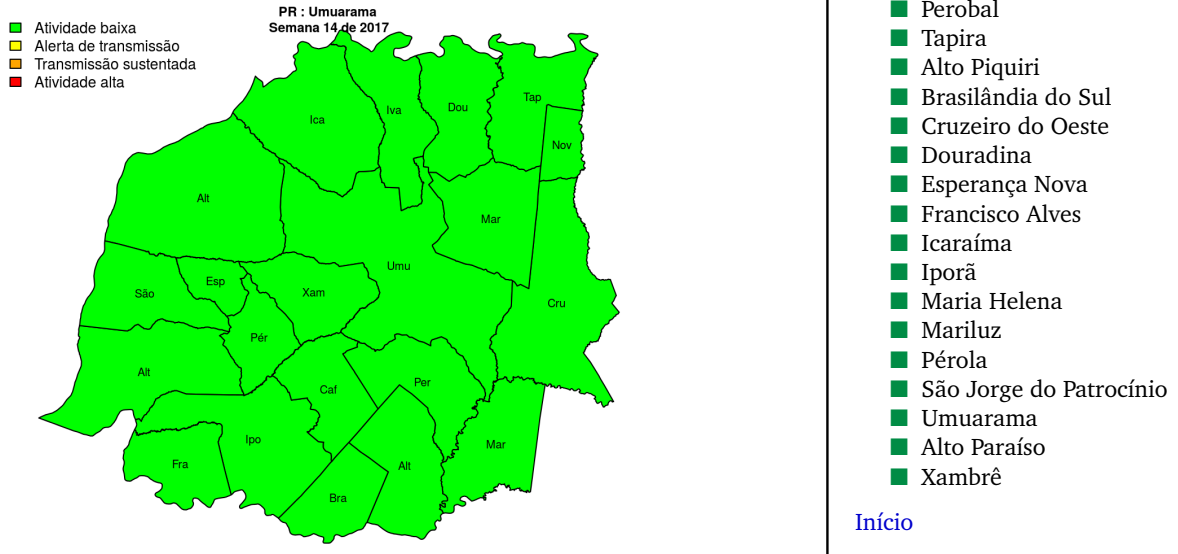 PR : Umuarama
Semana 14 de 2017
Atividade baixa
Alerta de transmissão
Transmissão sustentada
Atividade alta
Ica
Iva
Dou
Tap
Nov
Alt
Mar
Umu
Esp
São
Xam
Cru
Pér
Alt
Caf
Per
Ipo
Mar
Fra
Alt
Bra
Perobal
Tapira
Alto Piquiri
Brasilândia do Sul
Cruzeiro do Oeste
Douradina
Esperança Nova
Francisco Alves
Icaraíma
Iporã
Maria Helena
Mariluz
Pérola
São Jorge do Patrocínio
Umuarama
Alto Paraíso
Xambrê
Início